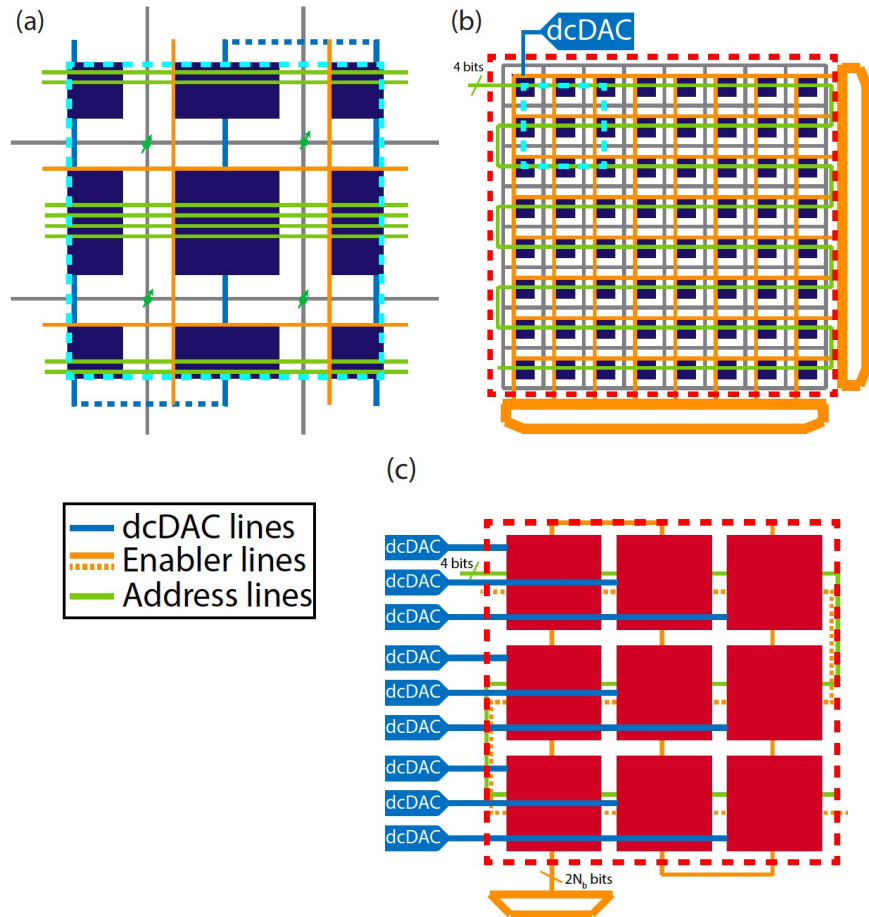 (a)
(b)
dcDAC
4 bits
(c)
dcDAC lines
Enabler lines
Address lines
dcDAC
4 bits
dcDAC
dcDAC
dcDAC
dcDAC
dcDAC
dcDAC
dcDAC
dcDAC
2Nb bits